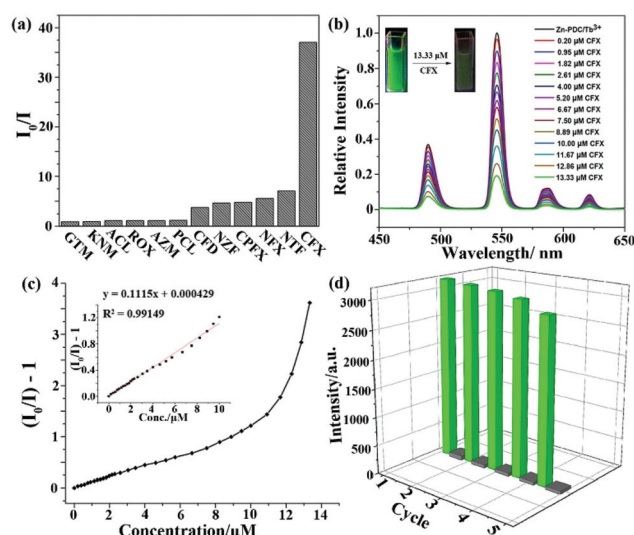 (a)
I₀/I
40
30
20
10
0
GTM KNM ACL ROX AZM PCL CFD NZF CPFX NFX NTF CFX
(b)
Relative Intensity
1.0
0.8
0.6
0.4
0.2
0.0
13.33 μM
CFX
Zn-PDC/Tb³⁺
0.20 μM CFX
0.95 μM CFX
1.82 μM CFX
2.61 μM CFX
4.00 μM CFX
5.20 μM CFX
6.67 μM CFX
7.50 μM CFX
8.89 μM CFX
10.00 μM CFX
11.67 μM CFX
12.86 μM CFX
13.33 μM CFX
450 500 550 600 650
Wavelength/ nm
(c)
(I₀/I) - 1
4
3
2
1
0
y = 0.1115x + 0.000429
R² = 0.99149
(I₀/I) - 1
1.2
0.8
0.4
0.0
0 2 4 6 8 10
Conc./μM
0 2 4 6 8 10 12 14
Concentration/μM
(d)
Intensity/a.u.
3000
2500
2000
1500
1000
500
0
1 2 3 4 5
Cycle